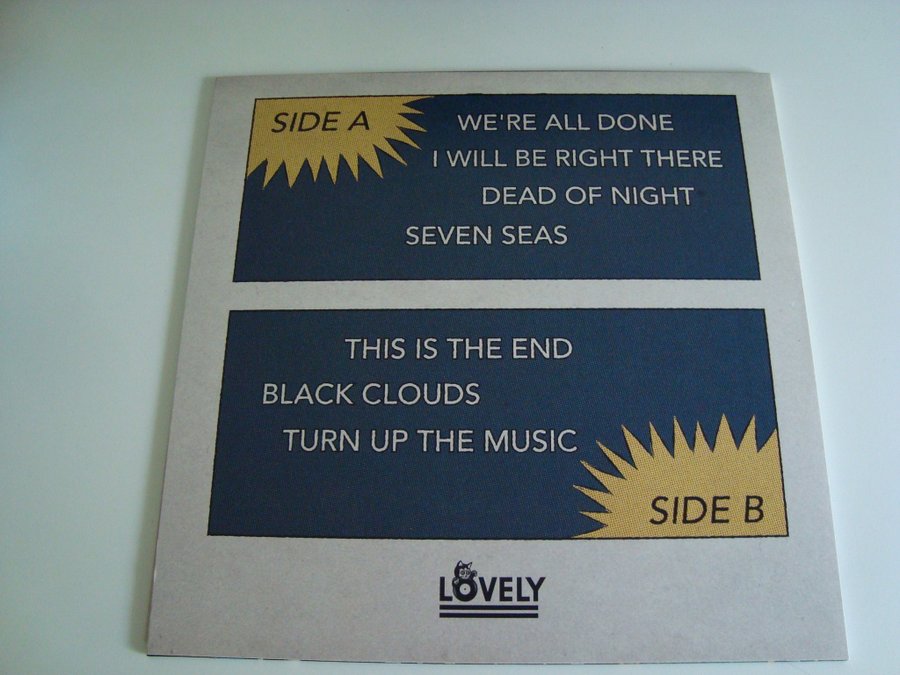 SIDE A
WE'RE ALL DONE
I WILL BE RIGHT THERE
DEAD OF NIGHT
SEVEN SEAS
THIS IS THE END
BLACK CLOUDS
TURN UP THE MUSIC
SIDE B
LOVELY